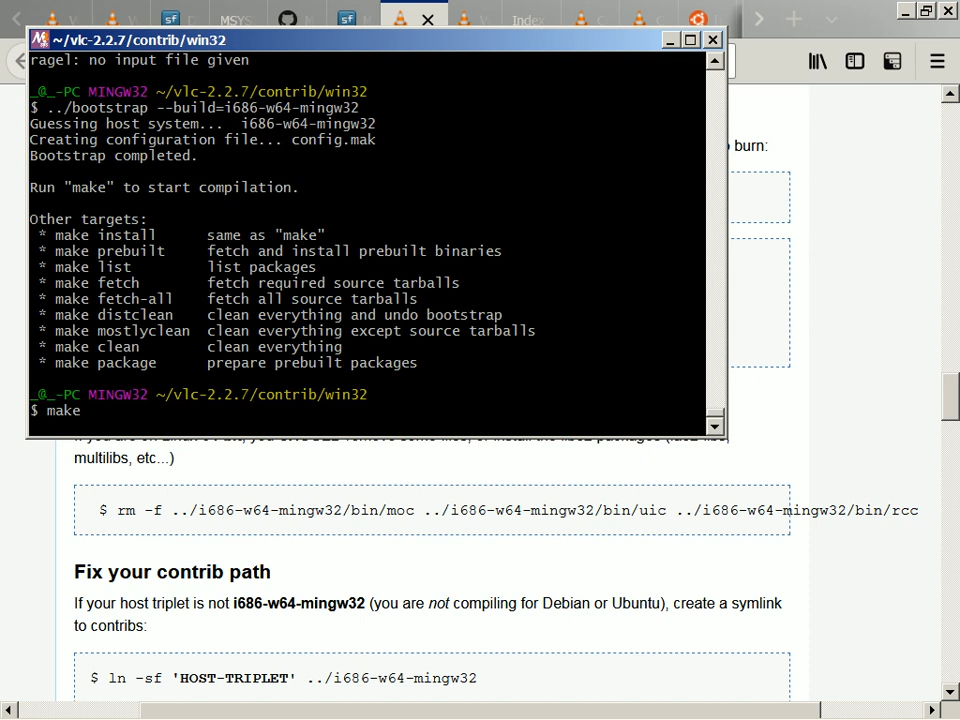 MSYS
Index
~/vlc-2.2.7/contrib/win32
ragel: no input file given
_@_-PC MINGW32 ~/vlc-2.2.7/contrib/win32
$ ../bootstrap --build=i686-w64-mingw32
Guessing host system...  i686-w64-mingw32
Creating configuration file... config.mak
Bootstrap completed.
Run "make" to start compilation.
Other targets:
* make install      same as "make"
* make prebuilt     fetch and install prebuilt binaries
* make list         list packages
* make fetch        fetch required source tarballs
* make fetch-all    fetch all source tarballs
* make distclean    clean everything and undo bootstrap
* make mostlyclean  clean everything except source tarballs
* make clean        clean everything
* make package      prepare prebuilt packages
_@_-PC MINGW32 ~/vlc-2.2.7/contrib/win32
$ make
burn:
multilibs, etc...)
$ rm -f ../i686-w64-mingw32/bin/moc ../i686-w64-mingw32/bin/uic ../i686-w64-mingw32/bin/rcc
Fix your contrib path
If your host triplet is not i686-w64-mingw32 (you are not compiling for Debian or Ubuntu), create a symlink
to contribs:
$ ln -sf 'HOST-TRIPLET' ../i686-w64-mingw32